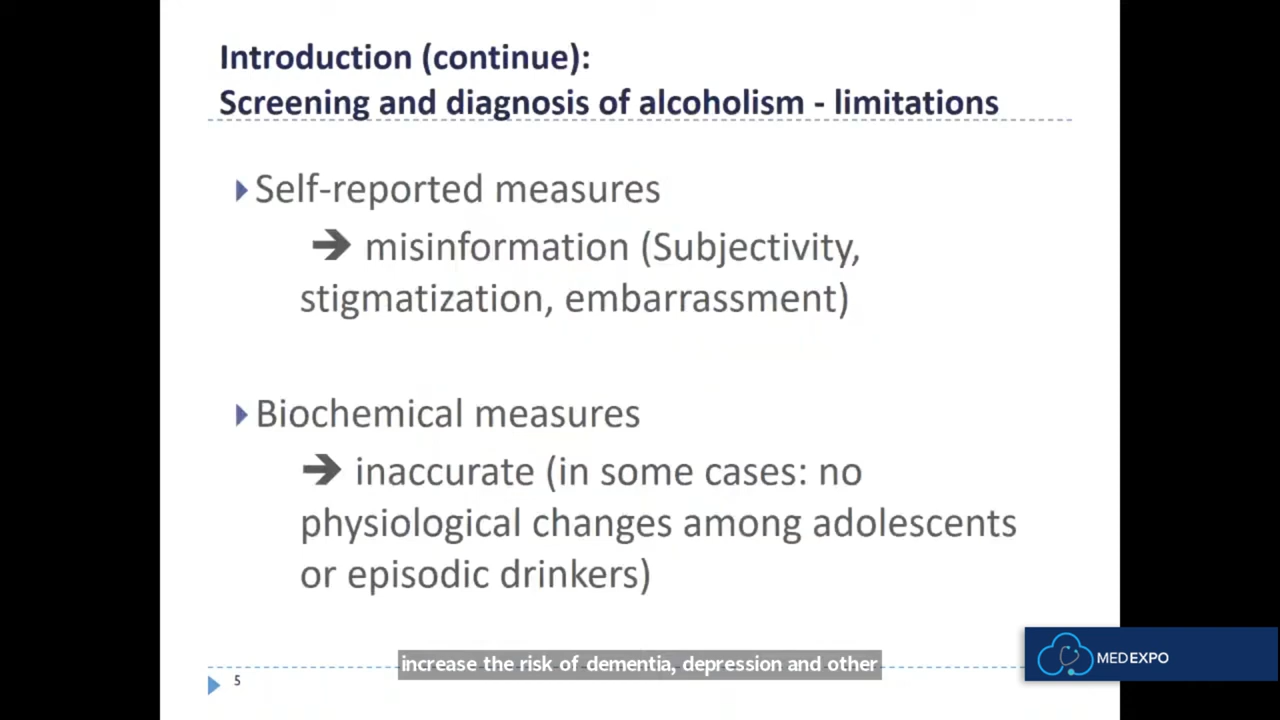 Introduction (continue):
Screening and diagnosis of alcoholism - limitations
Self-reported measures
➔ misinformation (Subjectivity,
stigmatization, embarrassment)
Biochemical measures
➔ inaccurate (in some cases: no
physiological changes among adolescents
or episodic drinkers)
increase the risk of dementia, depression and other
MEDEXPO
5